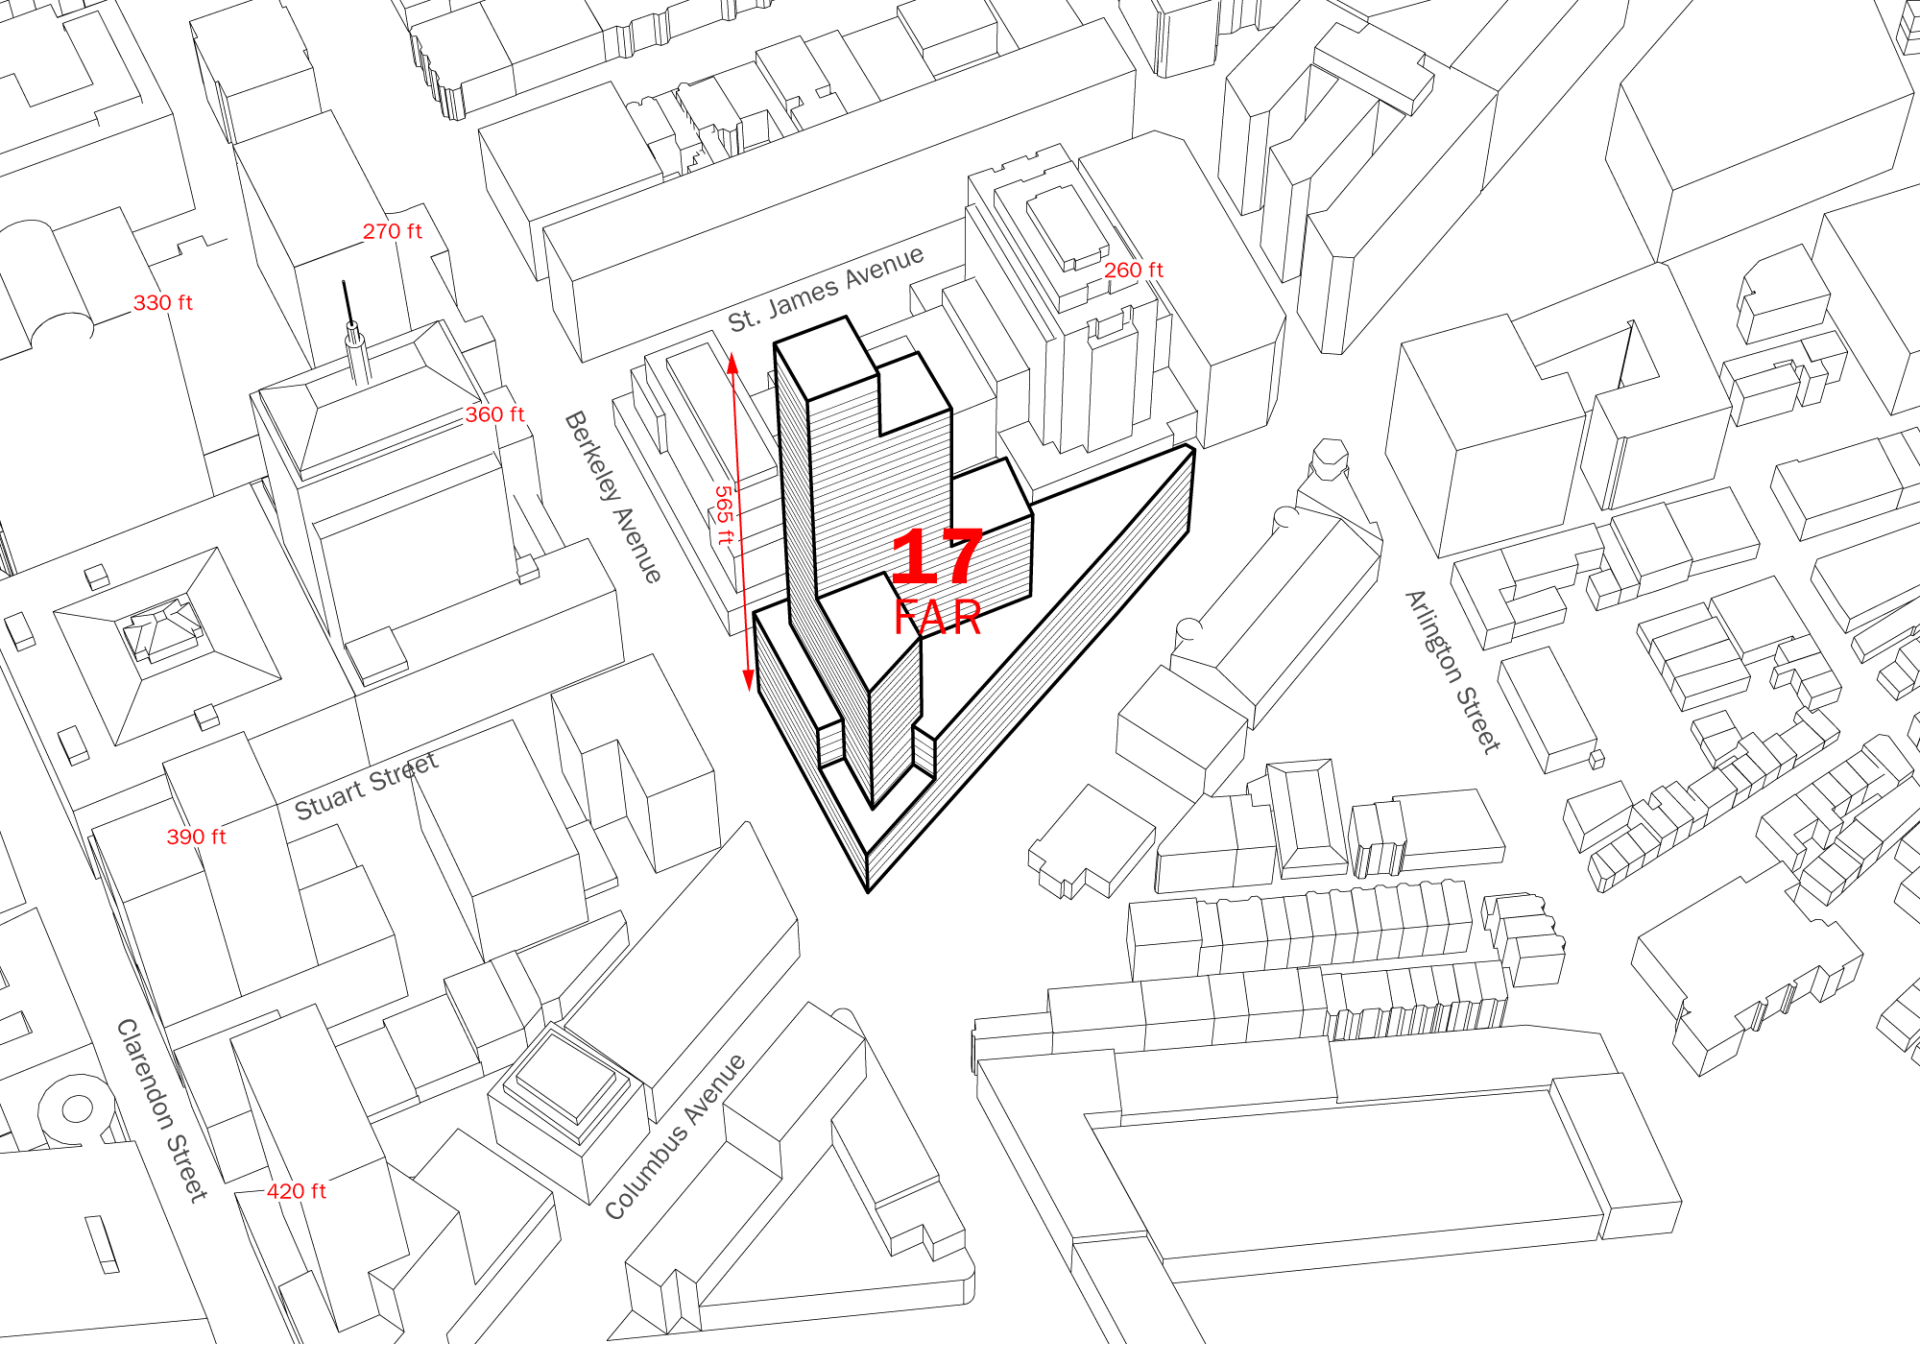 270 ft
St. James Avenue
260 ft
330 ft
360 ft
Berkeley Avenue
565 ft
17
FAR
Arlington Street
Stuart Street
390 ft
Clarendon Street
Columbus Avenue
420 ft